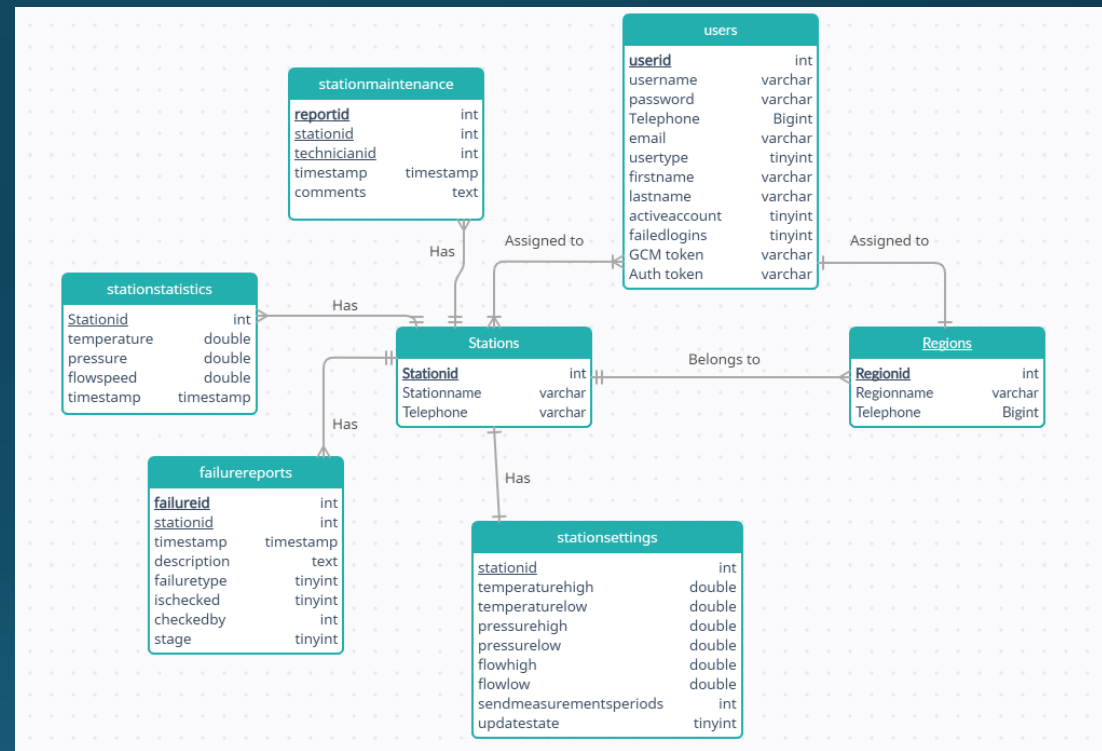 users
userid int
username varchar
password varchar
Telephone Bigint
email varchar
usertype tinyint
firstname varchar
lastname varchar
activeaccount tinyint
failedlogins tinyint
GCM token varchar
Auth token varchar
stationmaintenance
reportid int
stationid int
technicianid int
timestamp timestamp
comments text
Has
Assigned to
Assigned to
stationstatistics
Stationid int
temperature double
pressure double
flowspeed double
timestamp timestamp
Has
Stations
Stationid int
Stationname varchar
Telephone varchar
Belongs to
Regions
Regionid int
Regionname varchar
Telephone Bigint
Has
failurereports
failureid int
stationid int
timestamp timestamp
description text
failuretype tinyint
ischecked tinyint
checkedby int
stage tinyint
Has
stationsettings
stationid int
temperaturehigh double
temperaturelow double
pressurehigh double
pressurelow double
flowhigh double
flowlow double
sendmeasurementsperiods int
updatestate tinyint